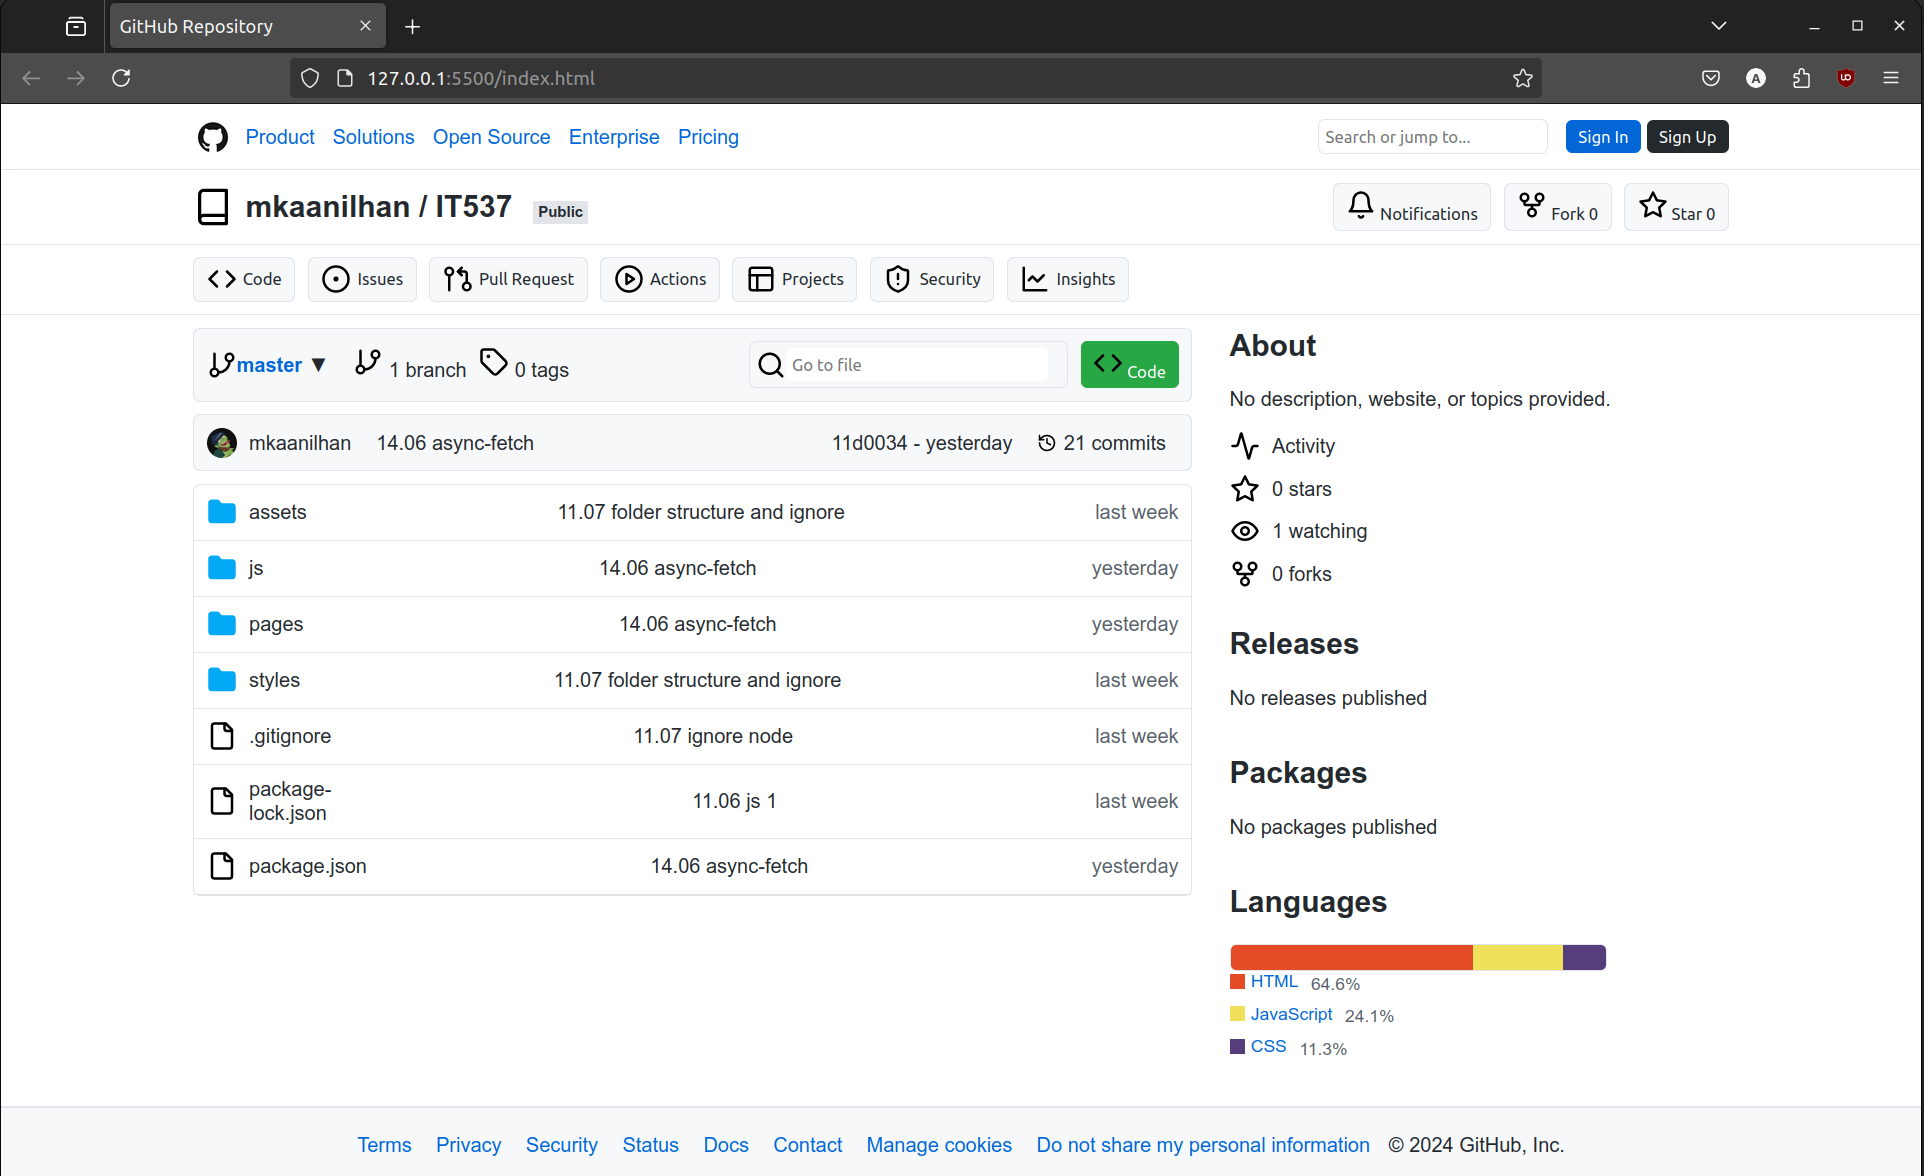 GitHub Repository
127.0.0.1:5500/index.html
A
Product Solutions Open Source Enterprise Pricing
Search or jump to...
Sign In
Sign Up
mkaanilhan / IT537 Public
Notifications
Fork 0
Star 0
Code
Issues
Pull Request
Actions
Projects
Security
Insights
master ▼
1 branch
0 tags
Go to file
Code
mkaanilhan 14.06 async-fetch 11d0034 - yesterday 21 commits
assets 11.07 folder structure and ignore last week
js 14.06 async-fetch yesterday
pages 14.06 async-fetch yesterday
styles 11.07 folder structure and ignore last week
.gitignore 11.07 ignore node last week
package-
lock.json 11.06 js 1 last week
package.json 14.06 async-fetch yesterday
About
No description, website, or topics provided.
Activity
0 stars
1 watching
0 forks
Releases
No releases published
Packages
No packages published
Languages
HTML 64.6%
JavaScript 24.1%
CSS 11.3%
Terms Privacy Security Status Docs Contact Manage cookies Do not share my personal information © 2024 GitHub, Inc.